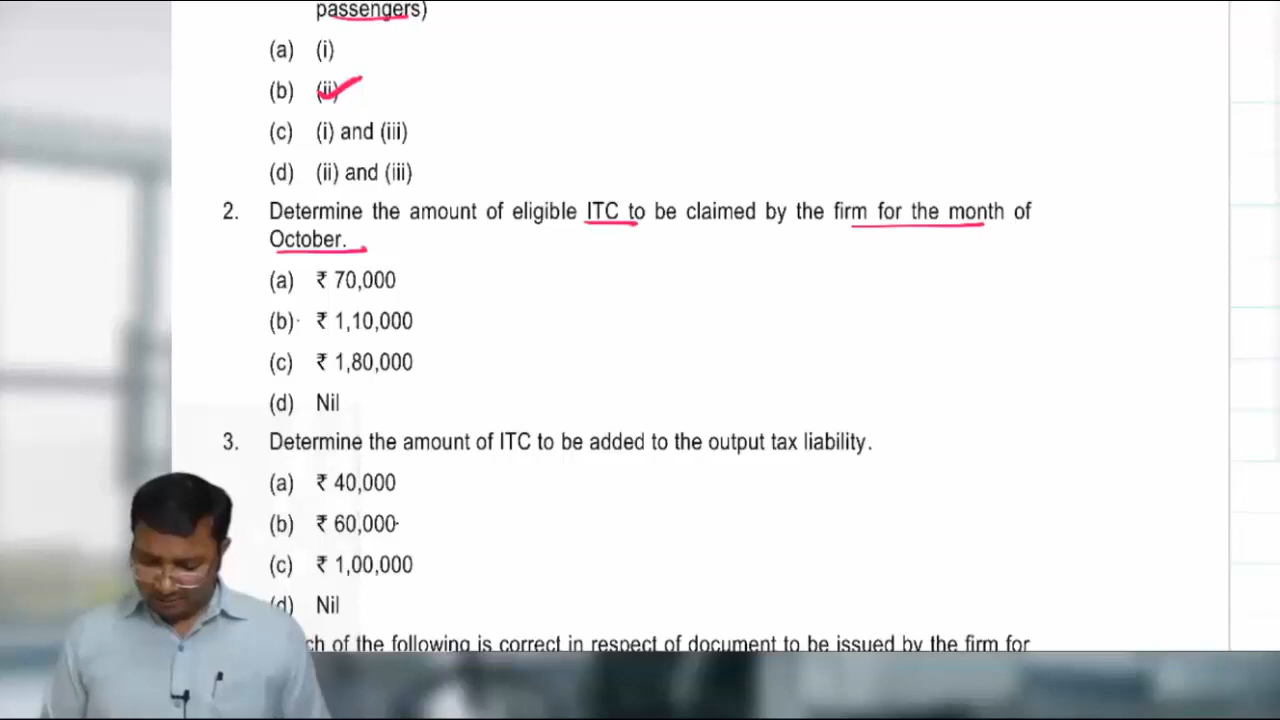 passengers)
(a) (i)
(b) (ii)
(c) (i) and (iii)
(d) (ii) and (iii)
2. Determine the amount of eligible ITC to be claimed by the firm for the month of
October.
(a) ₹ 70,000
(b) ₹ 1,10,000
(c) ₹ 1,80,000
(d) Nil
3. Determine the amount of ITC to be added to the output tax liability.
(a) ₹ 40,000
(b) ₹ 60,000
(c) ₹ 1,00,000
(d) Nil
of the following is correct in respect of document to be issued by the firm for